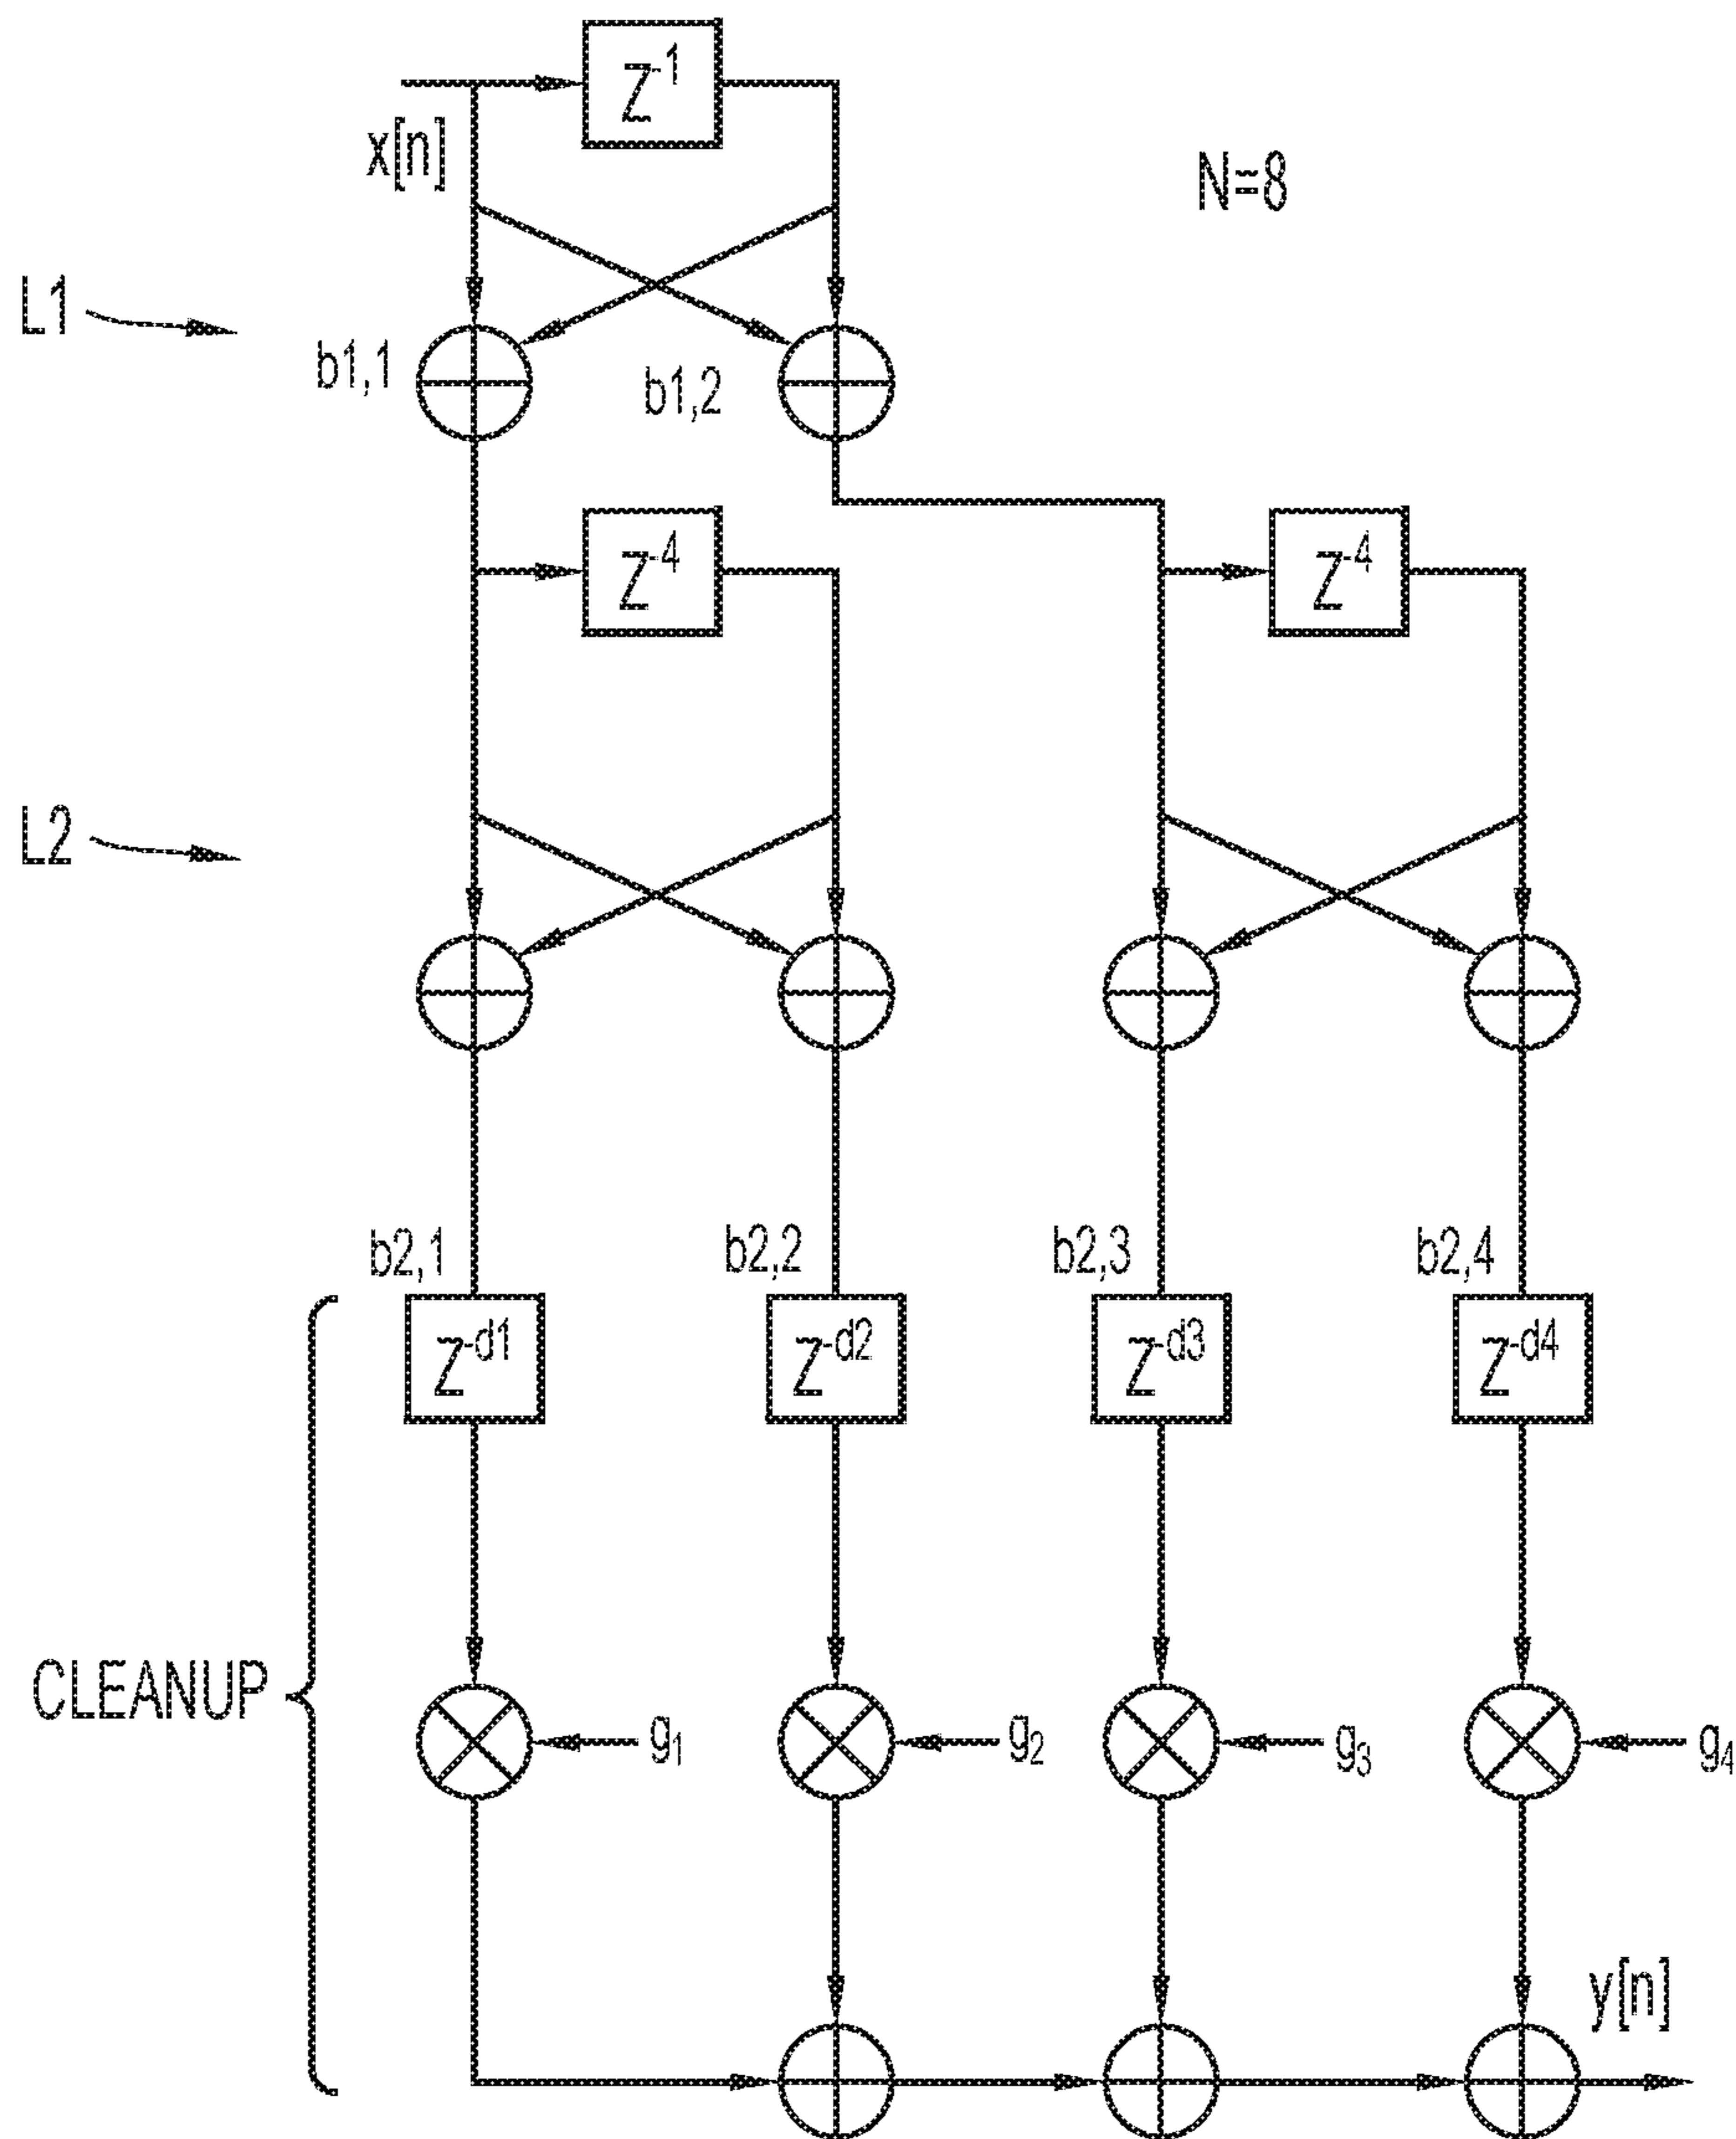 Z-1
x[n]
N=8
L1
b1,1
b1,2
Z-4
Z-4
L2
b2,1
b2,2
b2,3
b2,4
Z-d1
Z-d2
Z-d3
Z-d4
CLEANUP
g1
g2
g3
g4
y[n]